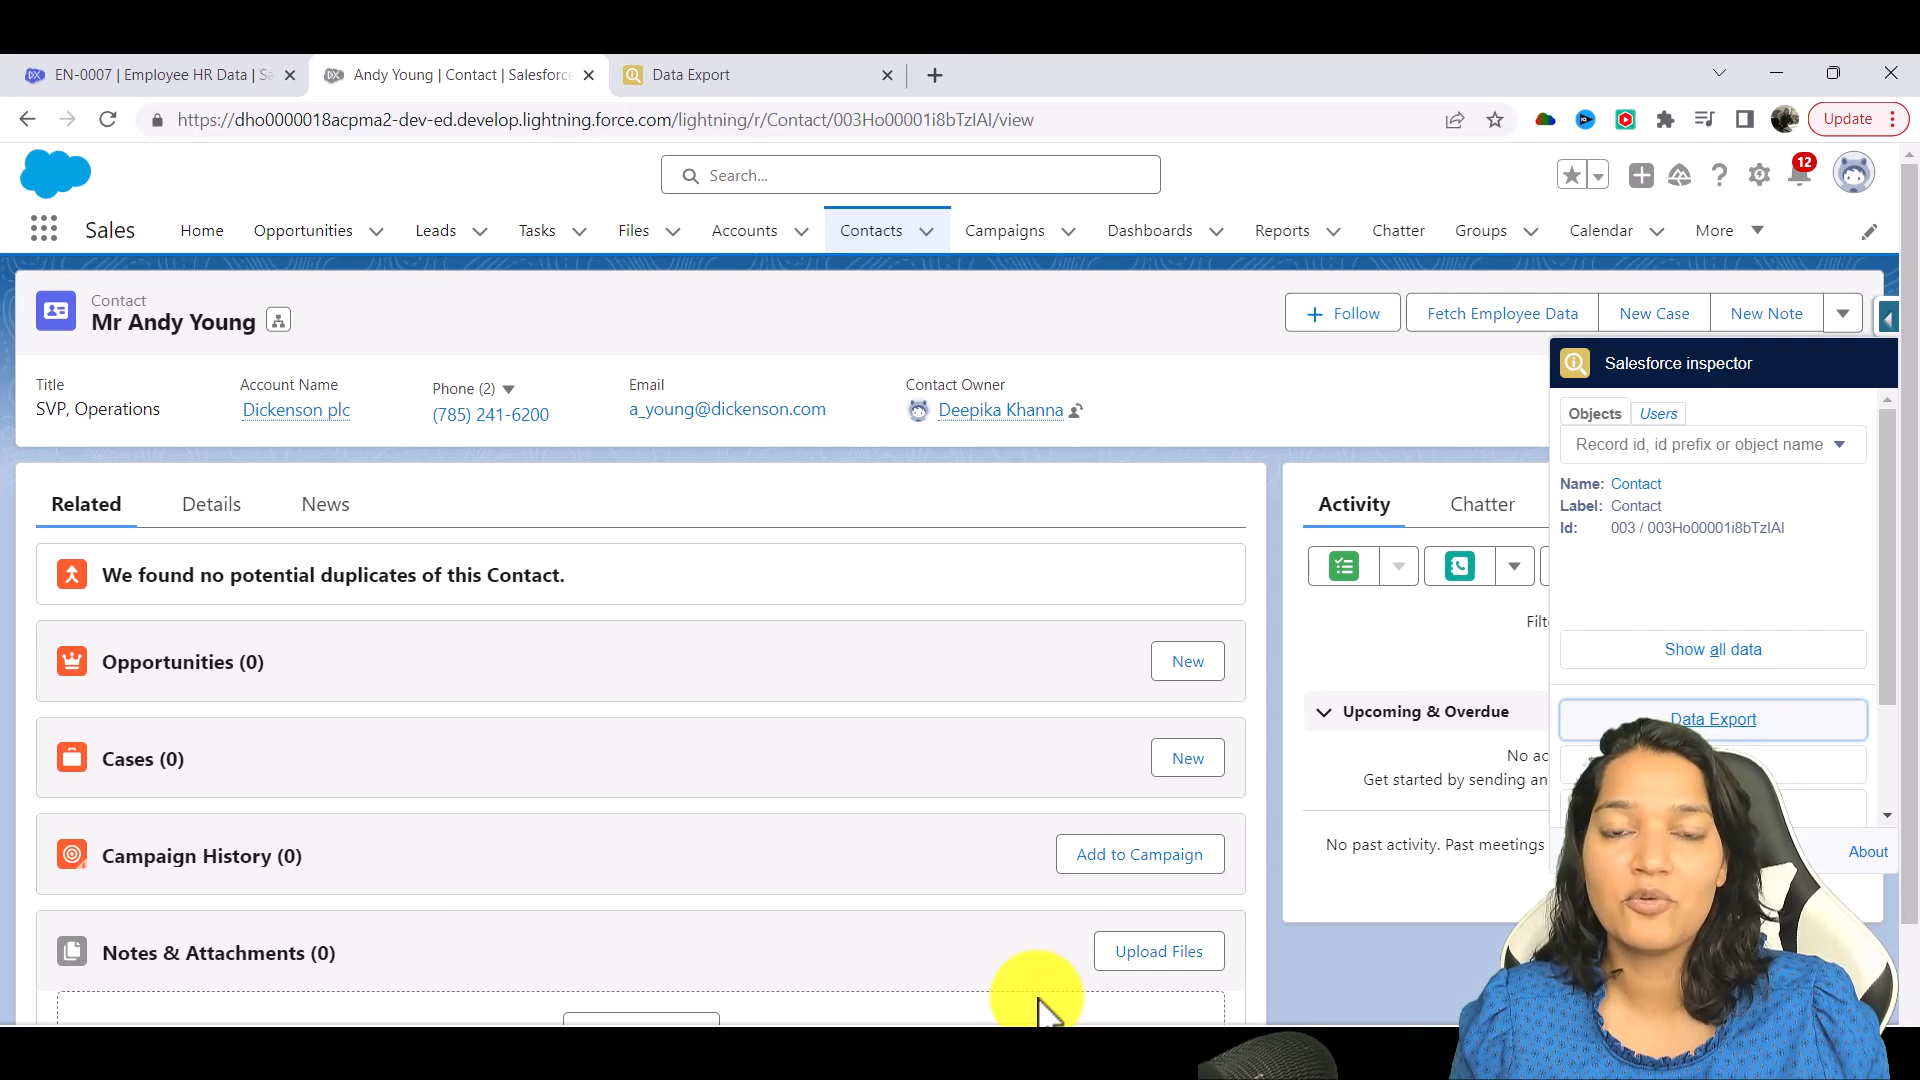 EN-0007 | Employee HR Data | Sa
Andy Young | Contact | Salesforce
Data Export
https://dho0000018acpma2-dev-ed.develop.lightning.force.com/lightning/r/Contact/003Ho00001i8bTzIAI/view
Update
Search...
12
Sales
Home
Opportunities
Leads
Tasks
Files
Accounts
Contacts
Campaigns
Dashboards
Reports
Chatter
Groups
Calendar
More
Contact
Mr Andy Young
Follow
Fetch Employee Data
New Case
New Note
Title
SVP, Operations
Account Name
Dickenson plc
Phone (2)
(785) 241-6200
Email
a_young@dickenson.com
Contact Owner
Deepika Khanna
Salesforce inspector
Objects
Users
Record id, id prefix or object name
Name: Contact
Label: Contact
Id: 003 / 003Ho00001i8bTzIAI
Show all data
Data Export
About
Related
Details
News
We found no potential duplicates of this Contact.
Opportunities (0)
New
Cases (0)
New
Campaign History (0)
Add to Campaign
Notes & Attachments (0)
Upload Files
Activity
Chatter
Upcoming & Overdue
No
Get started by sending
No past activity. Past meetings